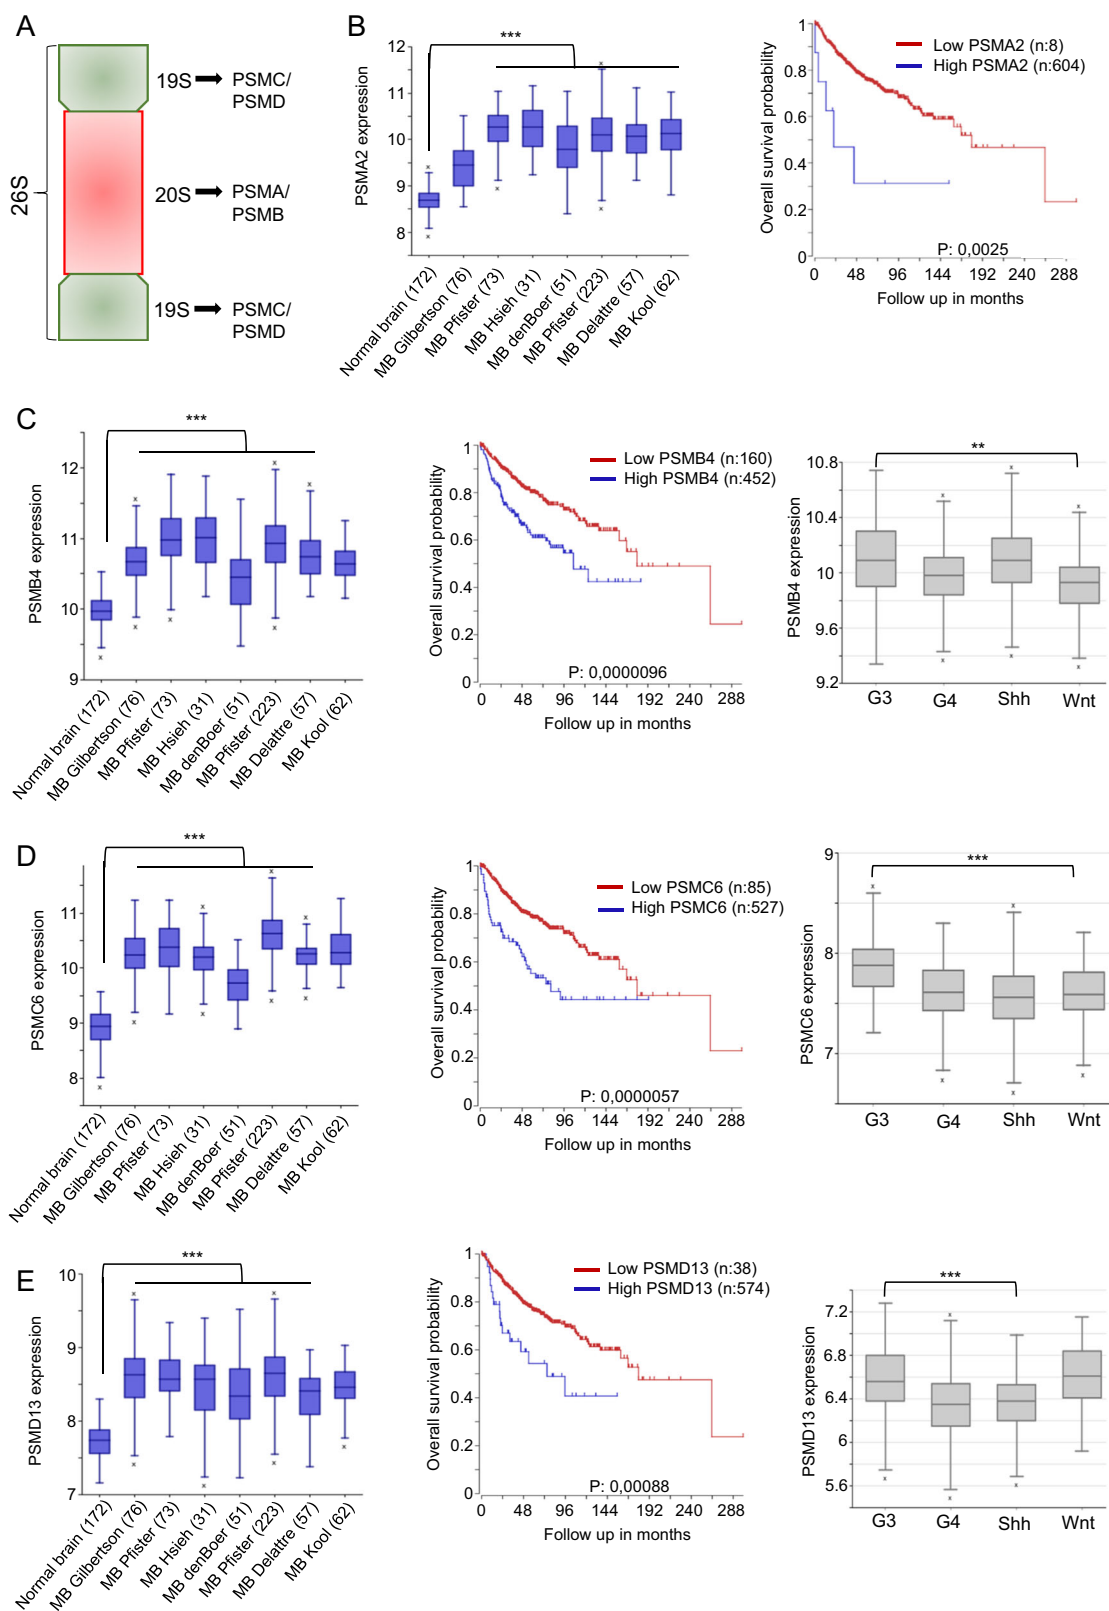 A
26S
19S
PSMC/
PSMD
20S
PSMA/
PSMB
19S
PSMC/
PSMD
B
***
PSMA2 expression
12
11
10
9
8
x
x
x
x
x
Normal brain (172)
MB Gilbertson (76)
MB Pfister (73)
MB Hsieh (31)
MB denBoer (51)
MB Pfister (223)
MB Delattre (57)
MB Kool (62)
Overall survival probability
1
0.8
0.6
0.4
0.2
0
Low PSMA2 (n:8)
High PSMA2 (n:604)
P: 0,0025
0 48 96 144 192 240 288
Follow up in months
C
***
PSMB4 expression
12
11
10
9
x
x
x
x
x
x
x
x
Normal brain (172)
MB Gilbertson (76)
MB Pfister (73)
MB Hsieh (31)
MB denBoer (51)
MB Pfister (223)
MB Delattre (57)
MB Kool (62)
Overall survival probability
1
0.8
0.6
0.4
0.2
0
Low PSMB4 (n:160)
High PSMB4 (n:452)
P: 0,0000096
0 48 96 144 192 240 288
Follow up in months
**
PSMB4 expression
10.8
10.4
10
9.6
9.2
x
x
x
x
x
x
G3 G4 Shh Wnt
D
***
PSMC6 expression
11
10
9
8
x
x
x
x
x
x
x
x
Normal brain (172)
MB Gilbertson (76)
MB Pfister (73)
MB Hsieh (31)
MB denBoer (51)
MB Pfister (223)
MB Delattre (57)
MB Kool (62)
Overall survival probability
1
0.8
0.6
0.4
0.2
0
Low PSMC6 (n:85)
High PSMC6 (n:527)
P: 0,0000057
0 48 96 144 192 240 288
Follow up in months
***
PSMC6 expression
9
7
x
x
x
x
x
G3 G4 Shh Wnt
E
***
PSMD13 expression
10
9
8
7
x
x
x
x
x
x
Normal brain (172)
MB Gilbertson (76)
MB Pfister (73)
MB Hsieh (31)
MB denBoer (51)
MB Pfister (223)
MB Delattre (57)
MB Kool (62)
Overall survival probability
1
0.8
0.6
0.4
0.2
0
Low PSMD13 (n:38)
High PSMD13 (n:574)
P: 0,00088
0 48 96 144 192 240 288
Follow up in months
***
PSMD13 expression
7.2
6.8
6.4
6
5.6
x
x
x
x
G3 G4 Shh Wnt